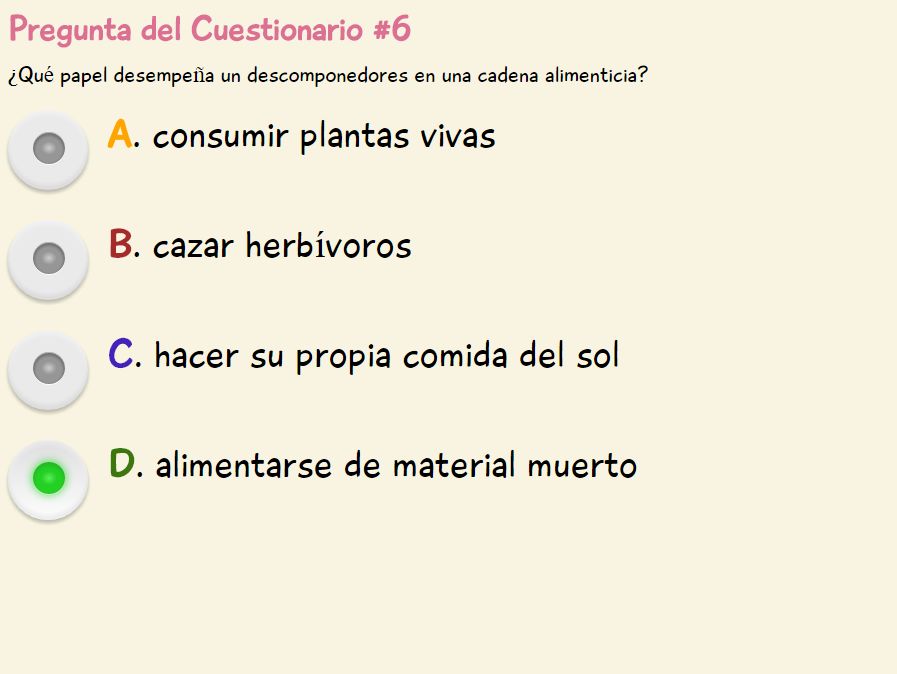 Pregunta del Cuestionario #6
¿Qué papel desempeña un descomponedores en una cadena alimenticia?
A. consumir plantas vivas
B. cazar herbívoros
C. hacer su propia comida del sol
D. alimentarse de material muerto